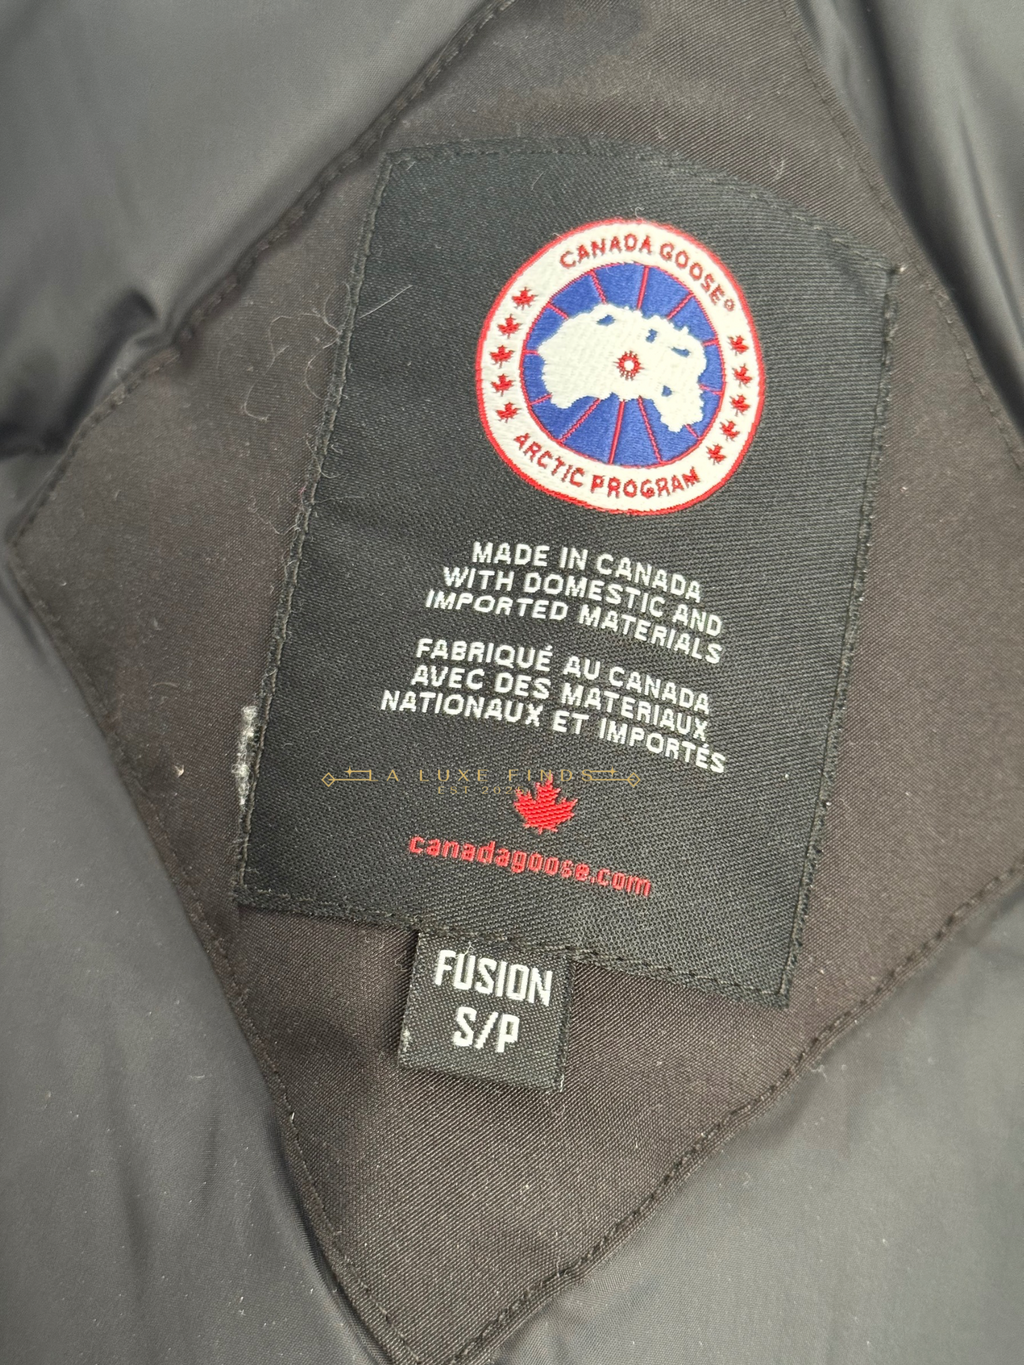 CANADA GOOSE®
ARCTIC PROGRAM
MADE IN CANADA
WITH DOMESTIC AND
IMPORTED MATERIALS
FABRIQUÉ AU CANADA
AVEC DES MATERIAUX
NATIONAUX ET IMPORTÉS
LA LUXE FINDS
canadagoose.com
FUSION
S/P